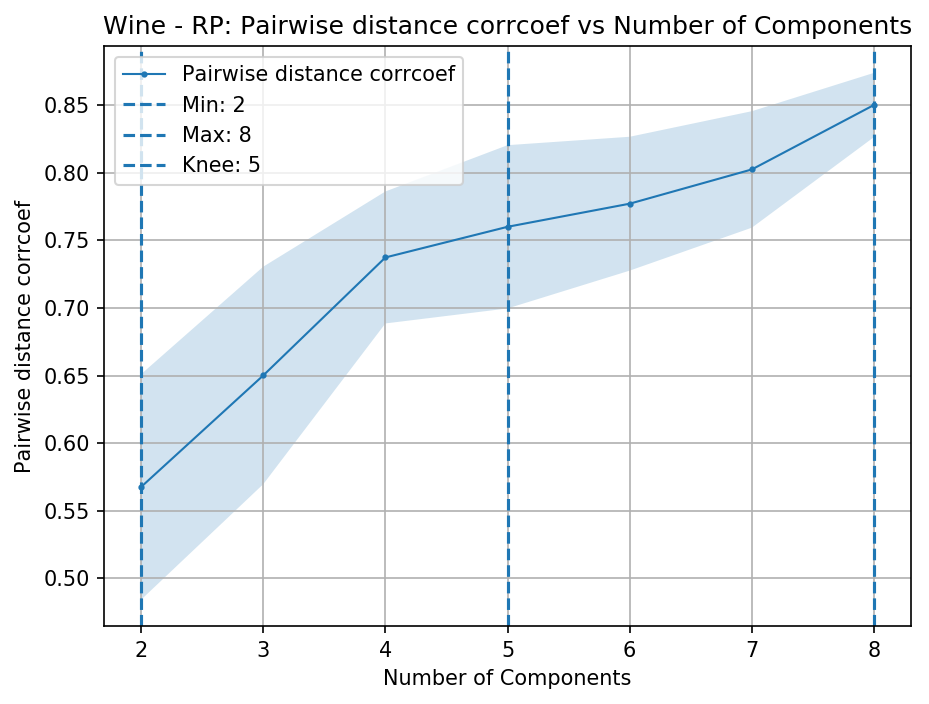 Wine - RP: Pairwise distance corrcoef vs Number of Components
Pairwise distance corrcoef
Min: 2
Max: 8
Knee: 5
Pairwise distance corrcoef
0.85
0.80
0.75
0.70
0.65
0.60
0.55
0.50
2 3 4 5 6 7 8
Number of Components